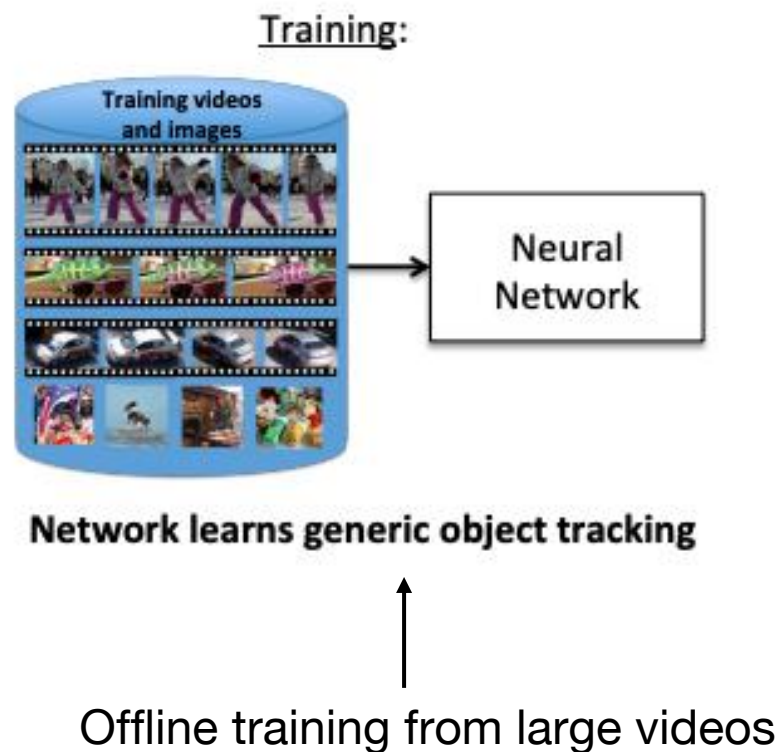 Training:
Training videos
and images
Neural
Network
Network learns generic object tracking
Offline training from large videos